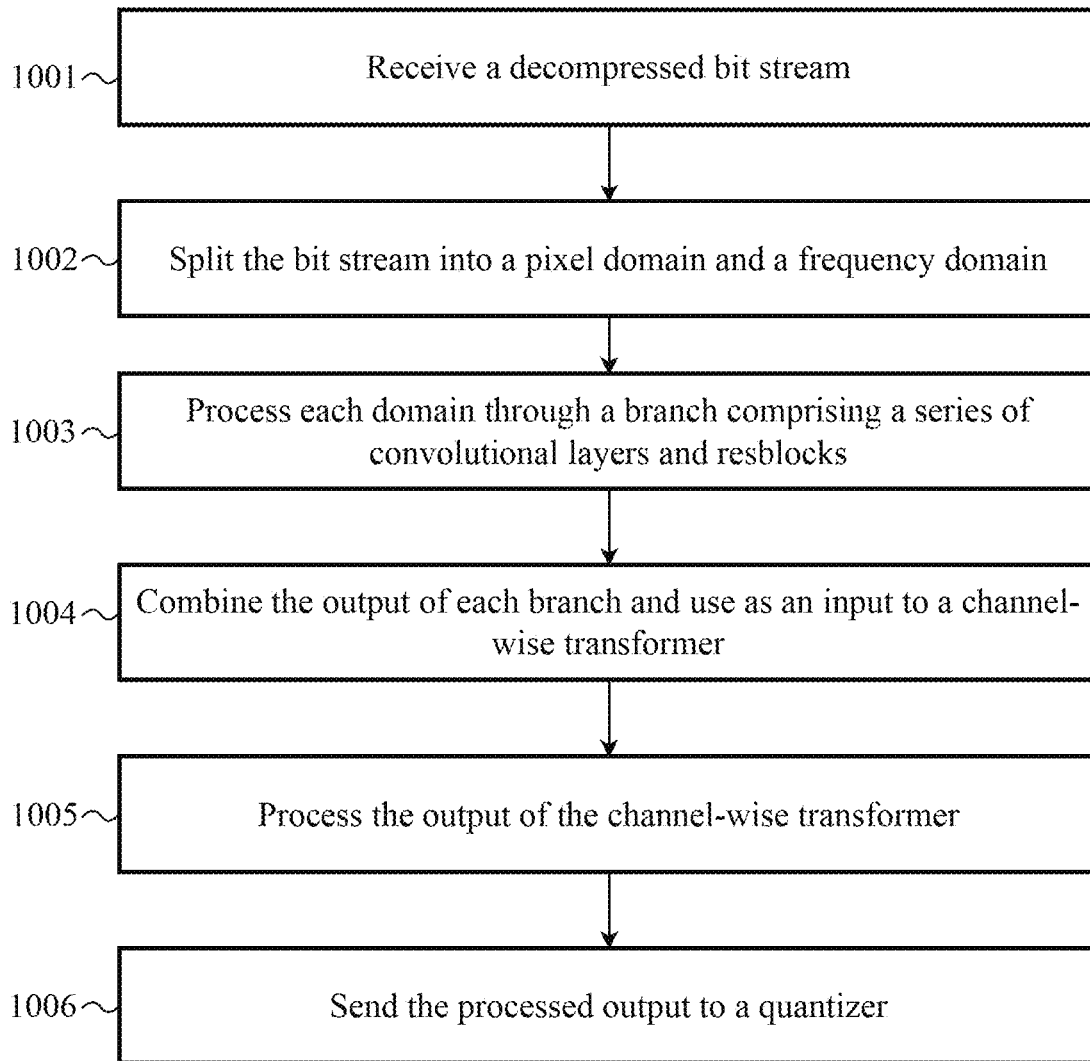 1001
Receive a decompressed bit stream
1002
Split the bit stream into a pixel domain and a frequency domain
1003
Process each domain through a branch comprising a series of
convolutional layers and resblocks
1004
Combine the output of each branch and use as an input to a channel-
wise transformer
1005
Process the output of the channel-wise transformer
1006
Send the processed output to a quantizer